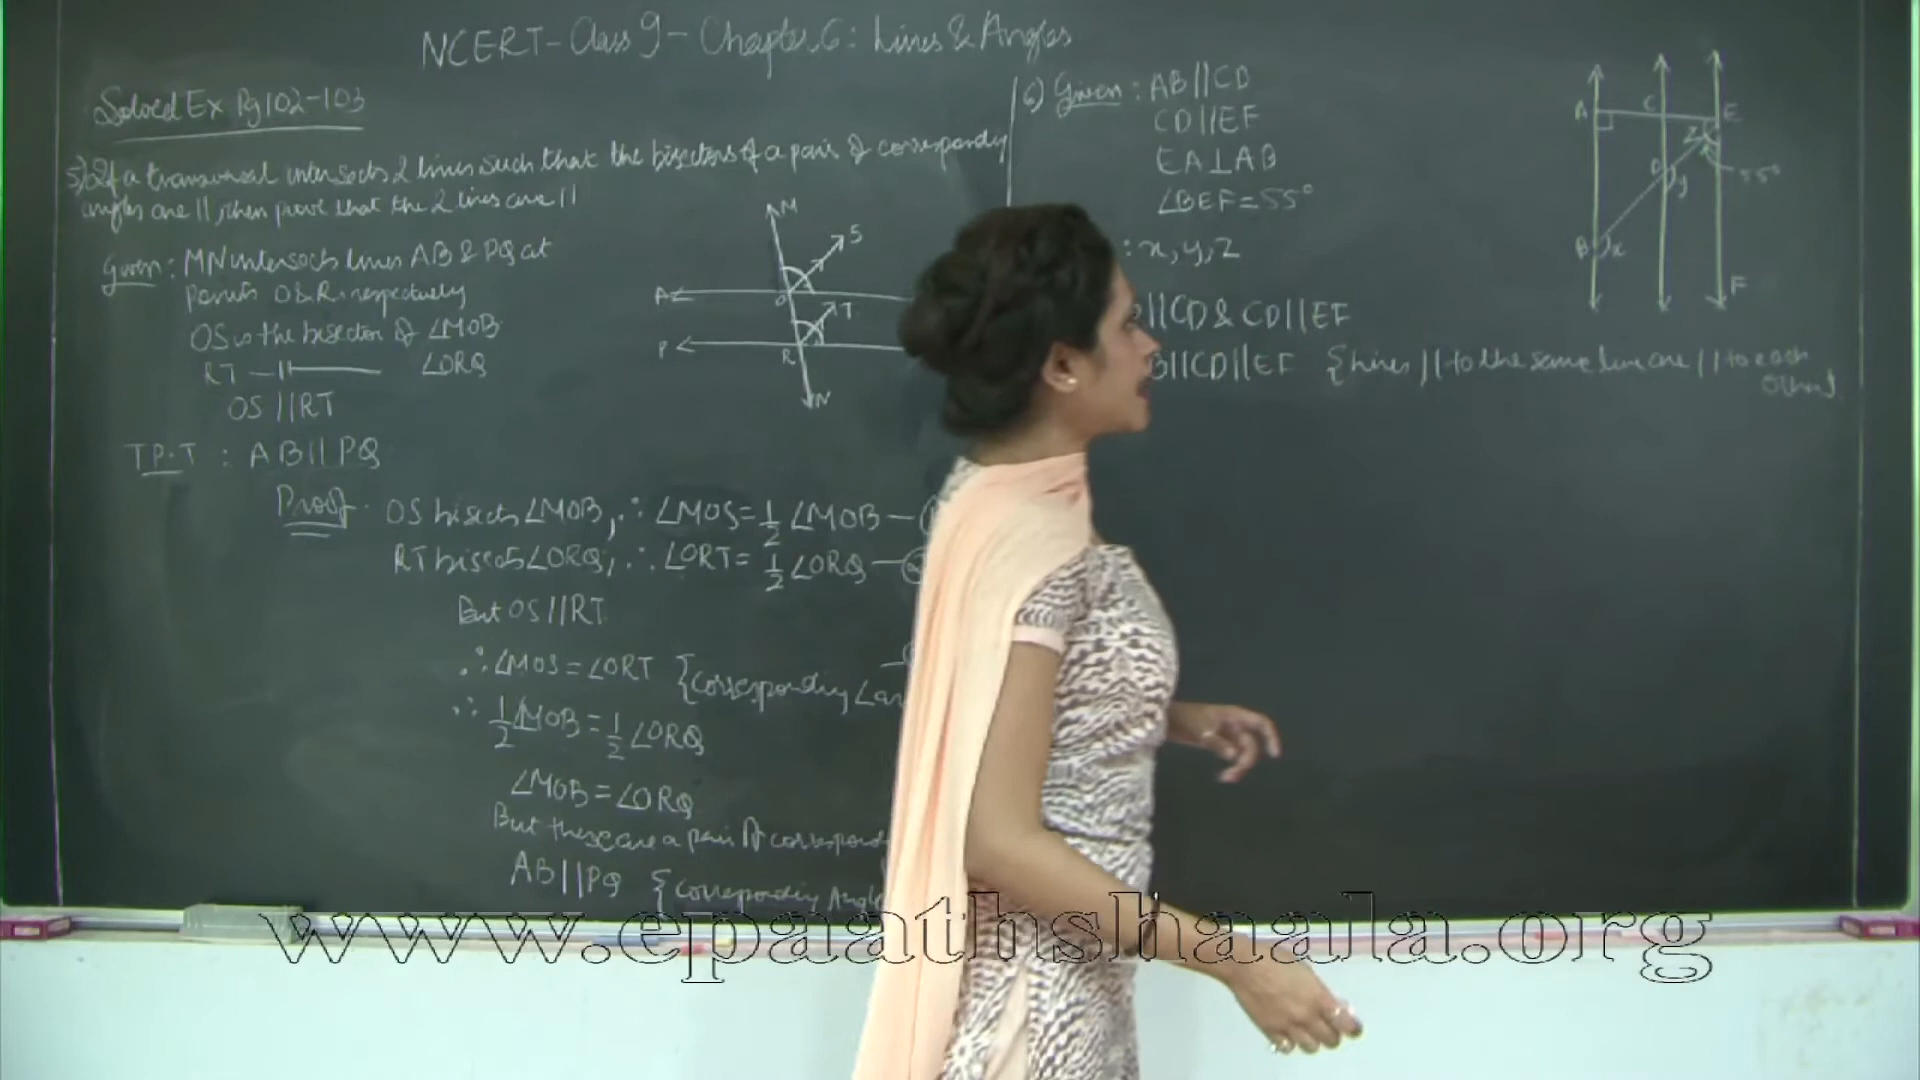 NCERT - Class 9 - Chapter 6 : Lines & Angles
Solved Ex Pg 102-103
5) If a transversal intersects 2 lines such that the bisectors of a pair of corresponding
angles are ||, then prove that the 2 lines are ||
Given : MN intersects lines AB & PQ at
points O & R respectively
OS is the bisector of ∠MOB
RT —||— ∠ORQ
OS || RT
T.P.T : AB || PQ
Proof. OS bisects ∠MOB, ∴ ∠MOS = 1/2 ∠MOB —
RT bisects ∠ORQ, ∴ ∠ORT = 1/2 ∠ORQ — 2
But OS || RT
∴ ∠MOS = ∠ORT {corresponding ∠
∴ 1/2 ∠MOB = 1/2 ∠ORQ
∠MOB = ∠ORQ
But these are a pair of
AB || PQ {corresponding Angle
M
S
A
O
T
P
R
N
6) Given : AB || CD
CD || EF
EA ⊥ AB
∠BEF = 55°
: x, y, z
|| CD & CD || EF
B || CD || EF {Lines || to the same line are || to each
other}
A C E
z
D
y
55°
B x
F
www.epaathshaala.org